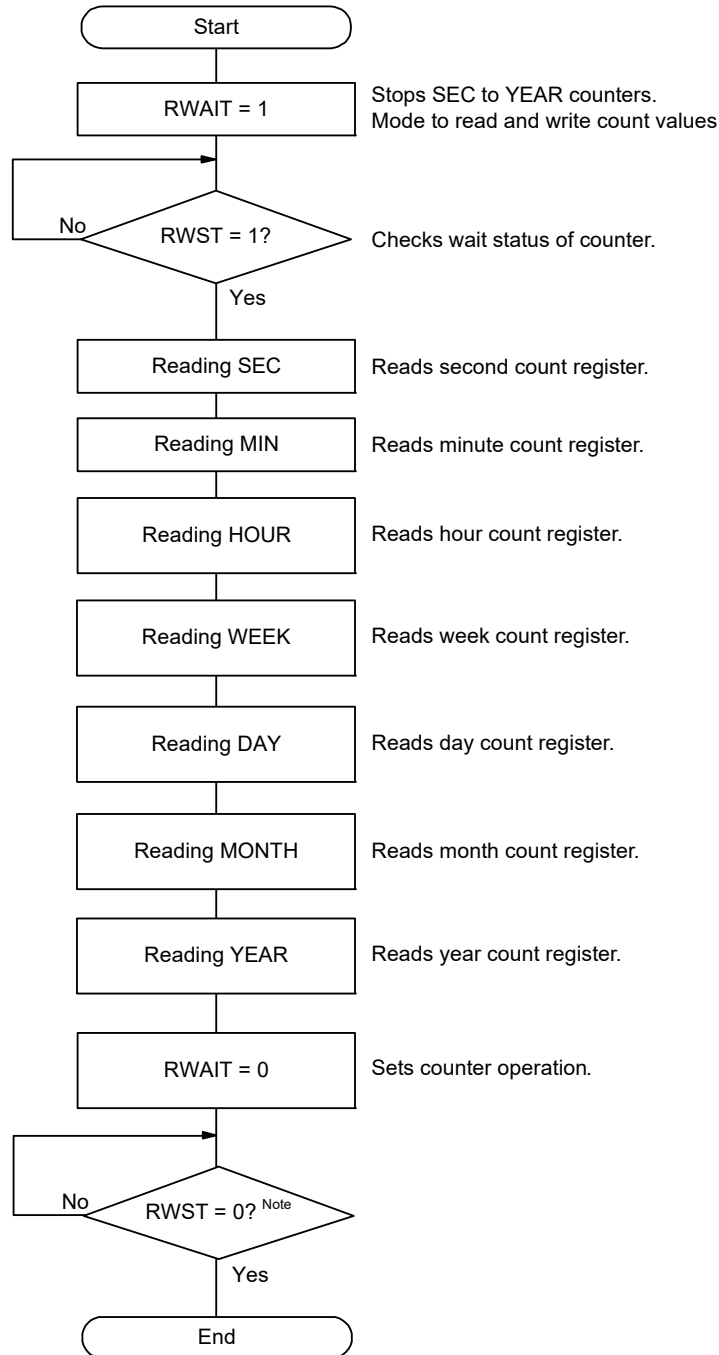 Start
RWAIT = 1
Stops SEC to YEAR counters.
Mode to read and write count values
No
RWST = 1?
Checks wait status of counter.
Yes
Reading SEC
Reads second count register.
Reading MIN
Reads minute count register.
Reading HOUR
Reads hour count register.
Reading WEEK
Reads week count register.
Reading DAY
Reads day count register.
Reading MONTH
Reads month count register.
Reading YEAR
Reads year count register.
RWAIT = 0
Sets counter operation.
No
RWST = 0? Note
Yes
End